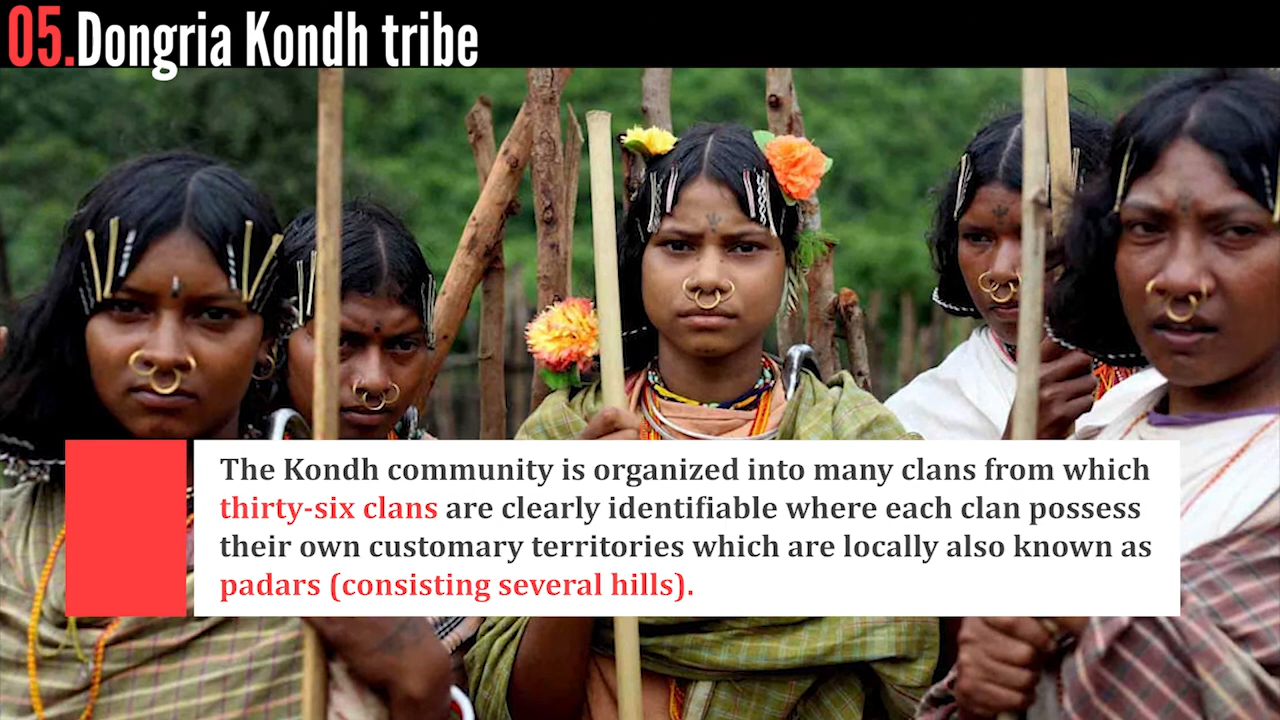 05.Dongria Kondh tribe
The Kondh community is organized into many clans from which
thirty-six clans are clearly identifiable where each clan possess
their own customary territories which are locally also known as
padars (consisting several hills).